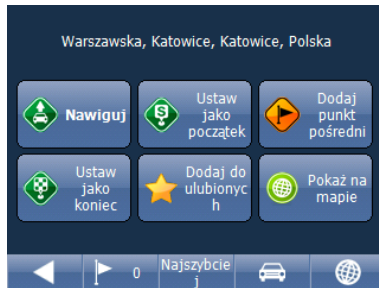 Warszawska, Katowice, Katowice, Polska
Nawiguj
Ustaw
jako
początek
Dodaj
punkt
pośredni
Ustaw
jako
koniec
Dodaj do
ulubionyc
h
Pokaż na
mapie
0
Najszybcie
j